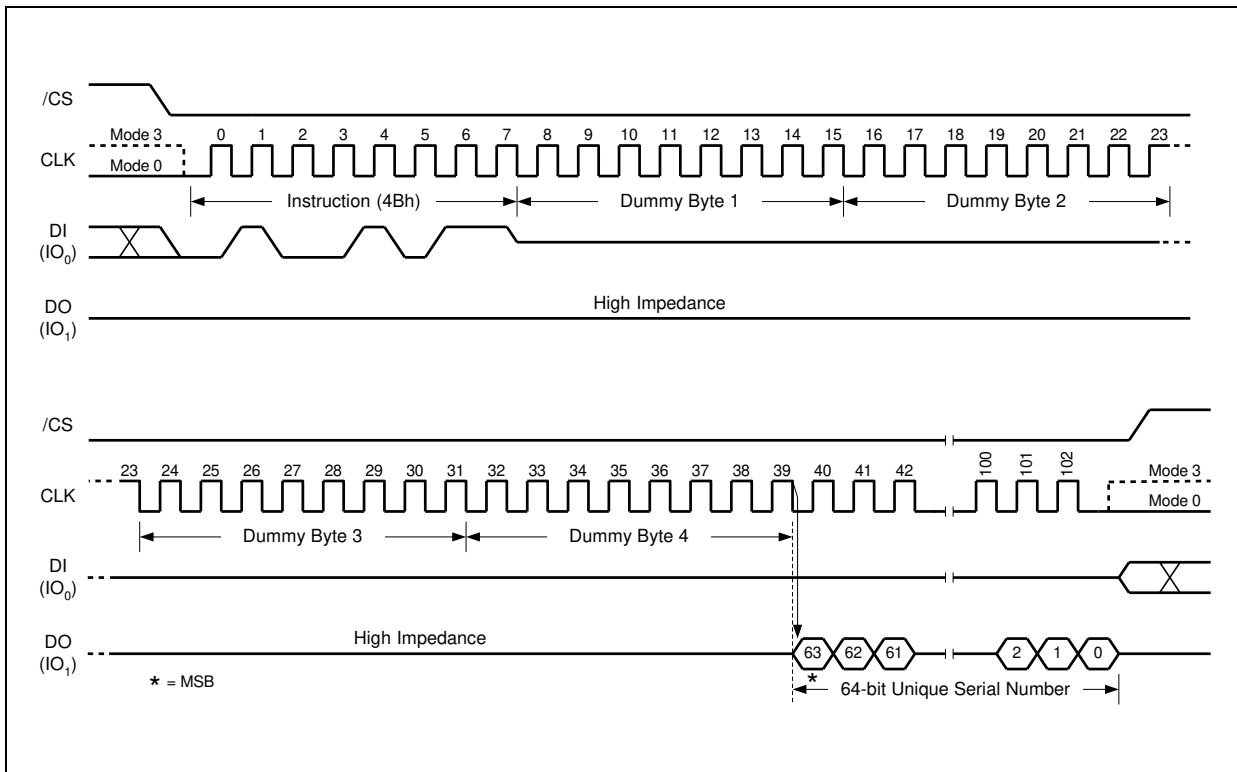 /CS
Mode 3 0 1 2 3 4 5 6 7 8 9 10 11 12 13 14 15 16 17 18 19 20 21 22 23
CLK
Mode 0
Instruction (4Bh) Dummy Byte 1 Dummy Byte 2
DI
(IO0)
High Impedance
DO
(IO1)
/CS
23 24 25 26 27 28 29 30 31 32 33 34 35 36 37 38 39 40 41 42 100 101 102 Mode 3
CLK
Mode 0
Dummy Byte 3 Dummy Byte 4
DI
(IO0)
High Impedance
DO
(IO1)
63 62 61 2 1 0
* = MSB
*
64-bit Unique Serial Number